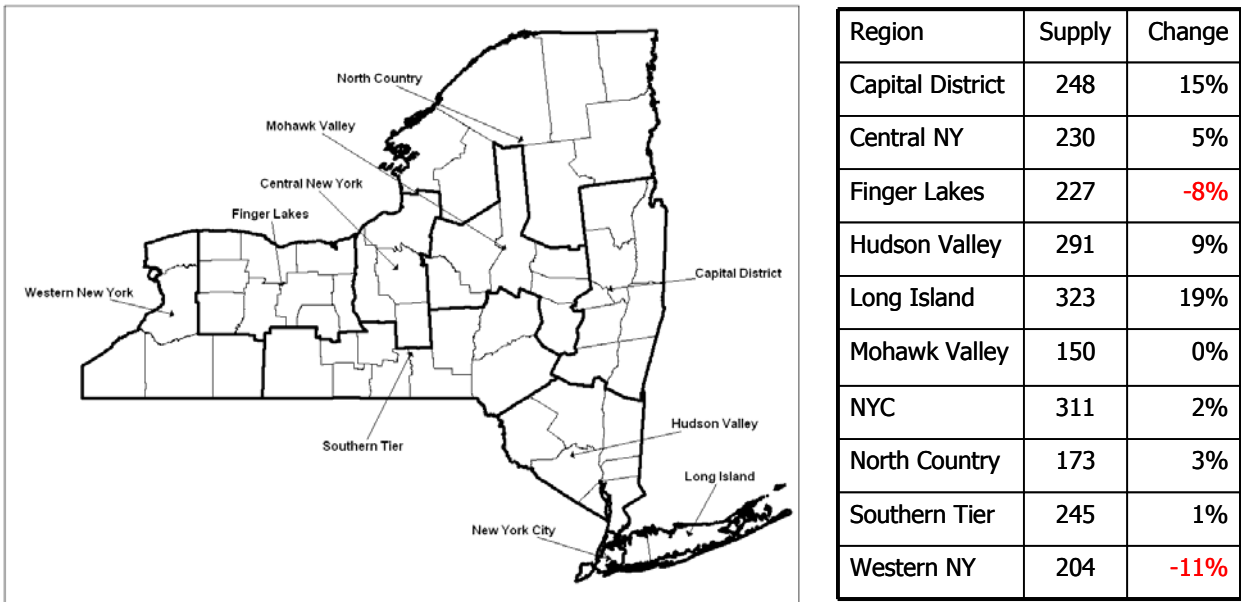 North Country
Mohawk Valley
Central New York
Finger Lakes
Western New York
Capital District
Southern Tier
Hudson Valley
Long Island
New York City
Region Supply Change
Capital District 248 15%
Central NY 230 5%
Finger Lakes 227 -8%
Hudson Valley 291 9%
Long Island 323 19%
Mohawk Valley 150 0%
NYC 311 2%
North Country 173 3%
Southern Tier 245 1%
Western NY 204 -11%